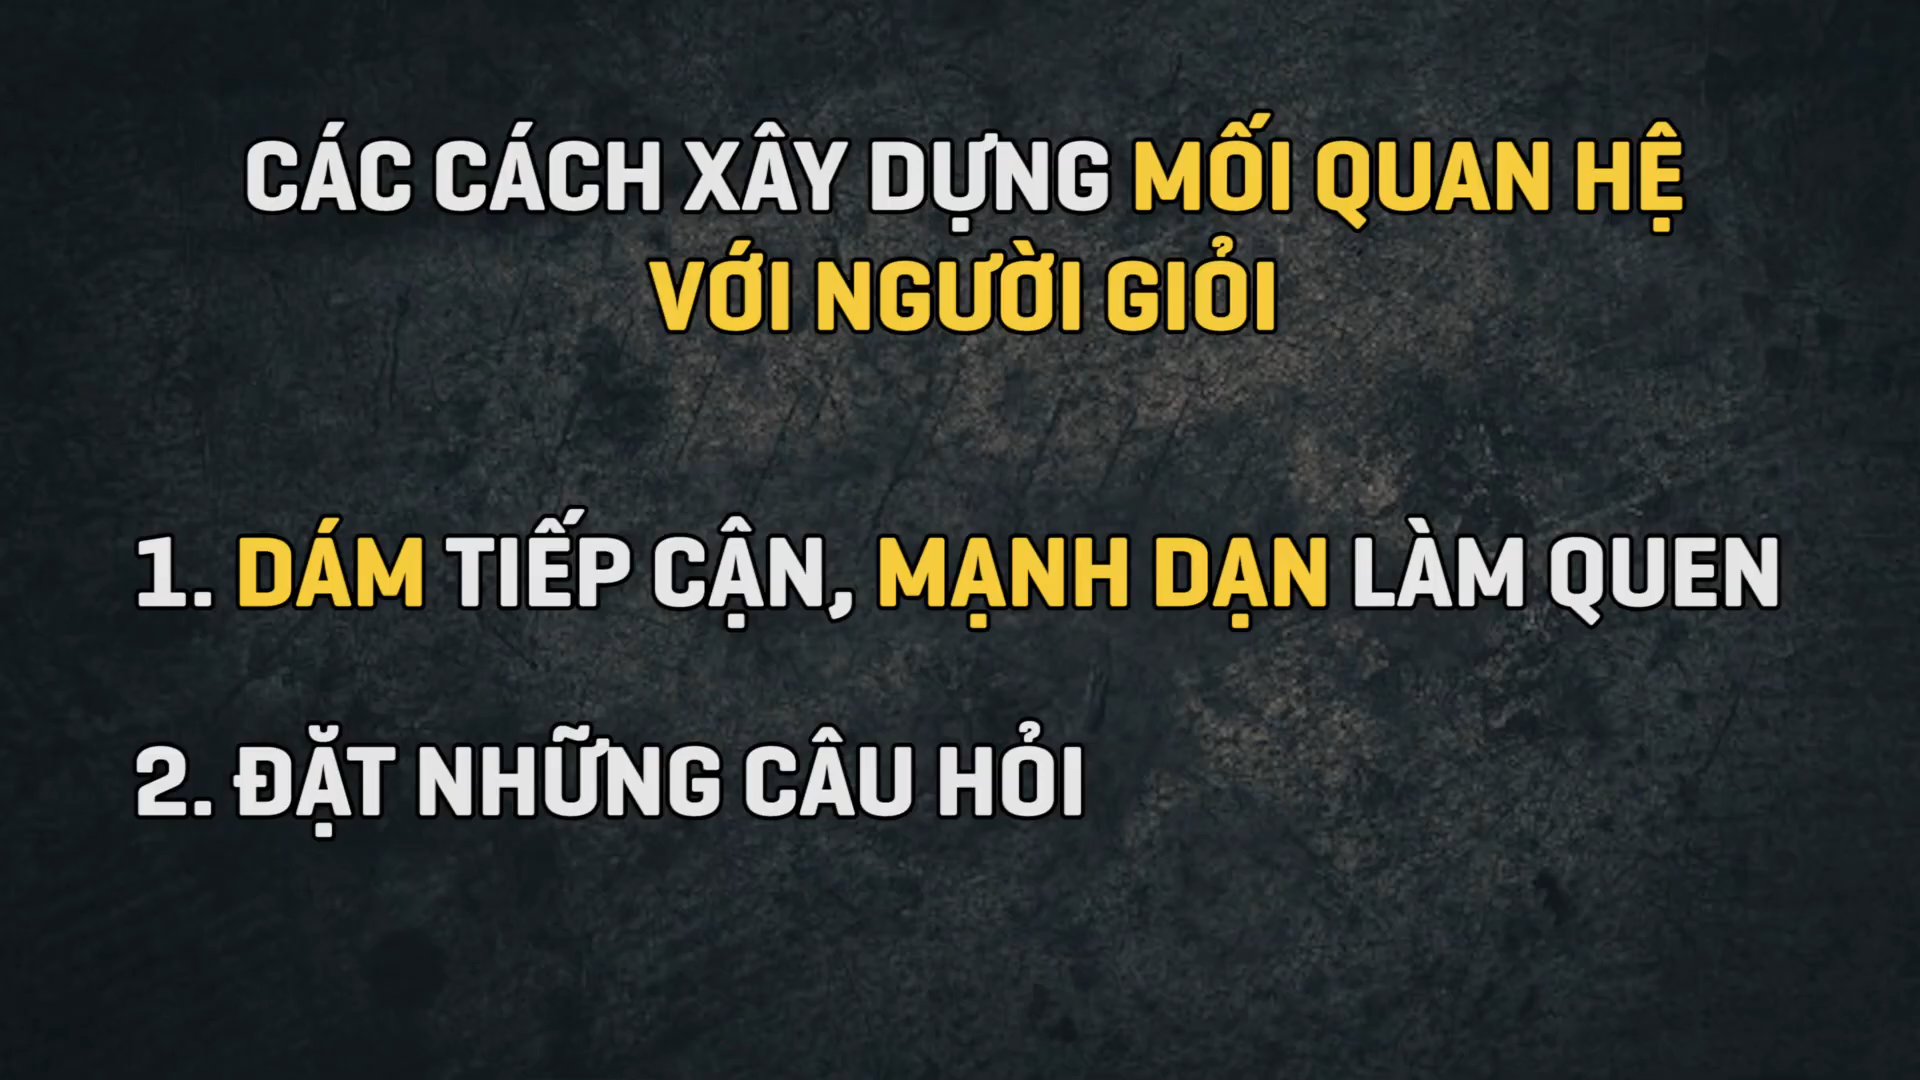 CÁC CÁCH XÂY DỰNG MỐI QUAN HỆ
VỚI NGƯỜI GIỎI
1. DÁM TIẾP CẬN, MẠNH DẠN LÀM QUEN
2. ĐẶT NHỮNG CÂU HỎI